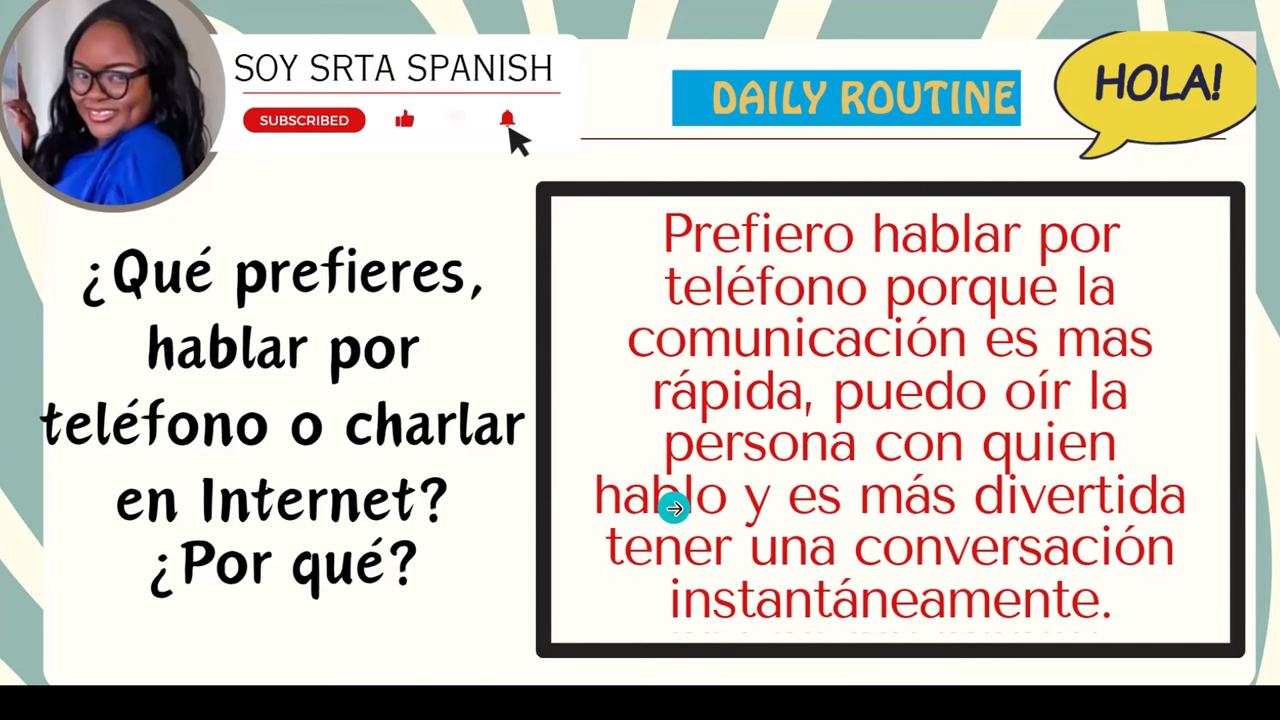 SOY SRTA SPANISH
SUBSCRIBED
DAILY ROUTINE
HOLA!
¿Qué prefieres,
hablar por
teléfono o charlar
en Internet?
¿Por qué?
Prefiero hablar por
teléfono porque la
comunicación es mas
rápida, puedo oír la
persona con quien
hablo y es más divertida
tener una conversación
instantáneamente.